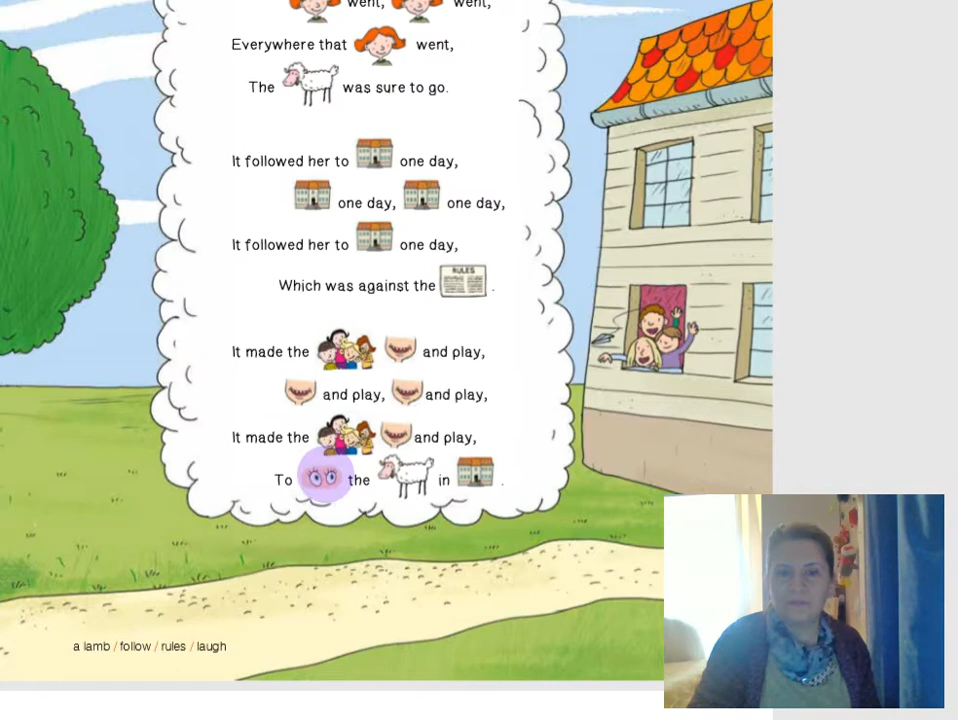 went, went,
Everywhere that went,
The was sure to go.
It followed her to one day,
one day, one day,
It followed her to one day,
Which was against the RULES .
It made the and play,
and play, and play,
It made the and play,
To the in .
a lamb / follow / rules / laugh